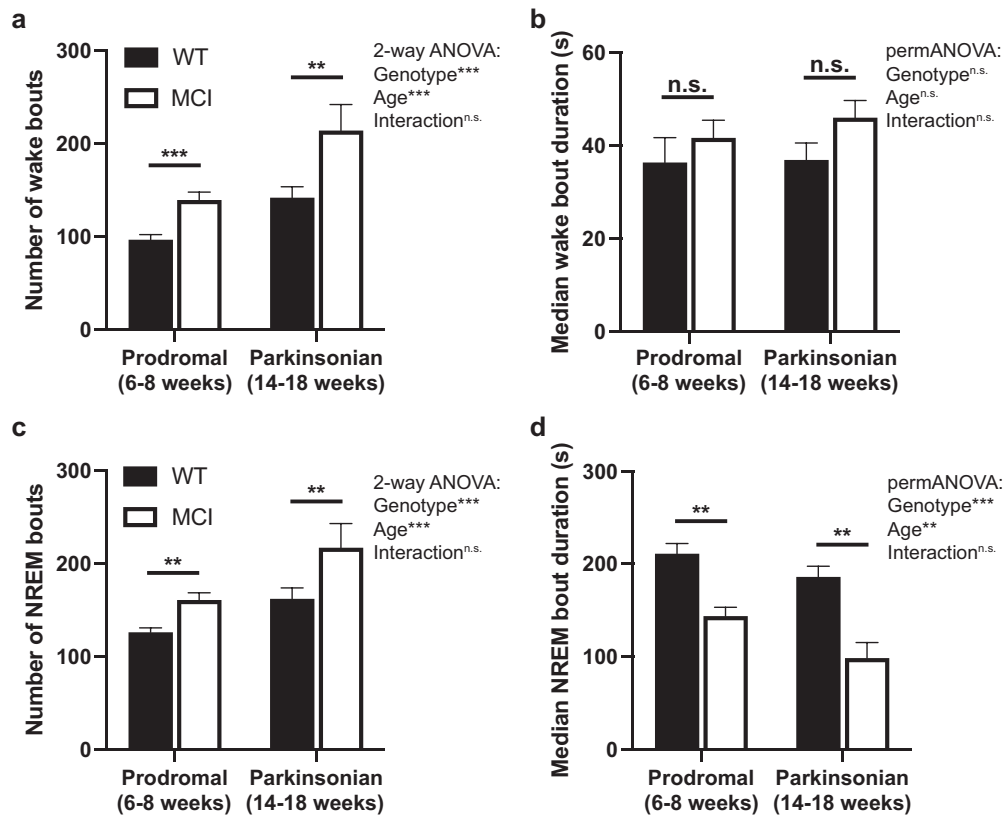 a
Number of wake bouts
300
200
100
0
WT
MCI
***
**
2-way ANOVA:
Genotype***
Age***
Interactionn.s.
Prodromal
(6-8 weeks)
Parkinsonian
(14-18 weeks)
b
Median wake bout duration (s)
60
40
20
0
n.s.
n.s.
permANOVA:
Genotypen.s.
Agen.s.
Interactionn.s.
Prodromal
(6-8 weeks)
Parkinsonian
(14-18 weeks)
c
Number of NREM bouts
300
200
100
0
WT
MCI
**
**
2-way ANOVA:
Genotype***
Age***
Interactionn.s.
Prodromal
(6-8 weeks)
Parkinsonian
(14-18 weeks)
d
Median NREM bout duration (s)
300
200
100
0
**
**
permANOVA:
Genotype***
Age**
Interactionn.s.
Prodromal
(6-8 weeks)
Parkinsonian
(14-18 weeks)